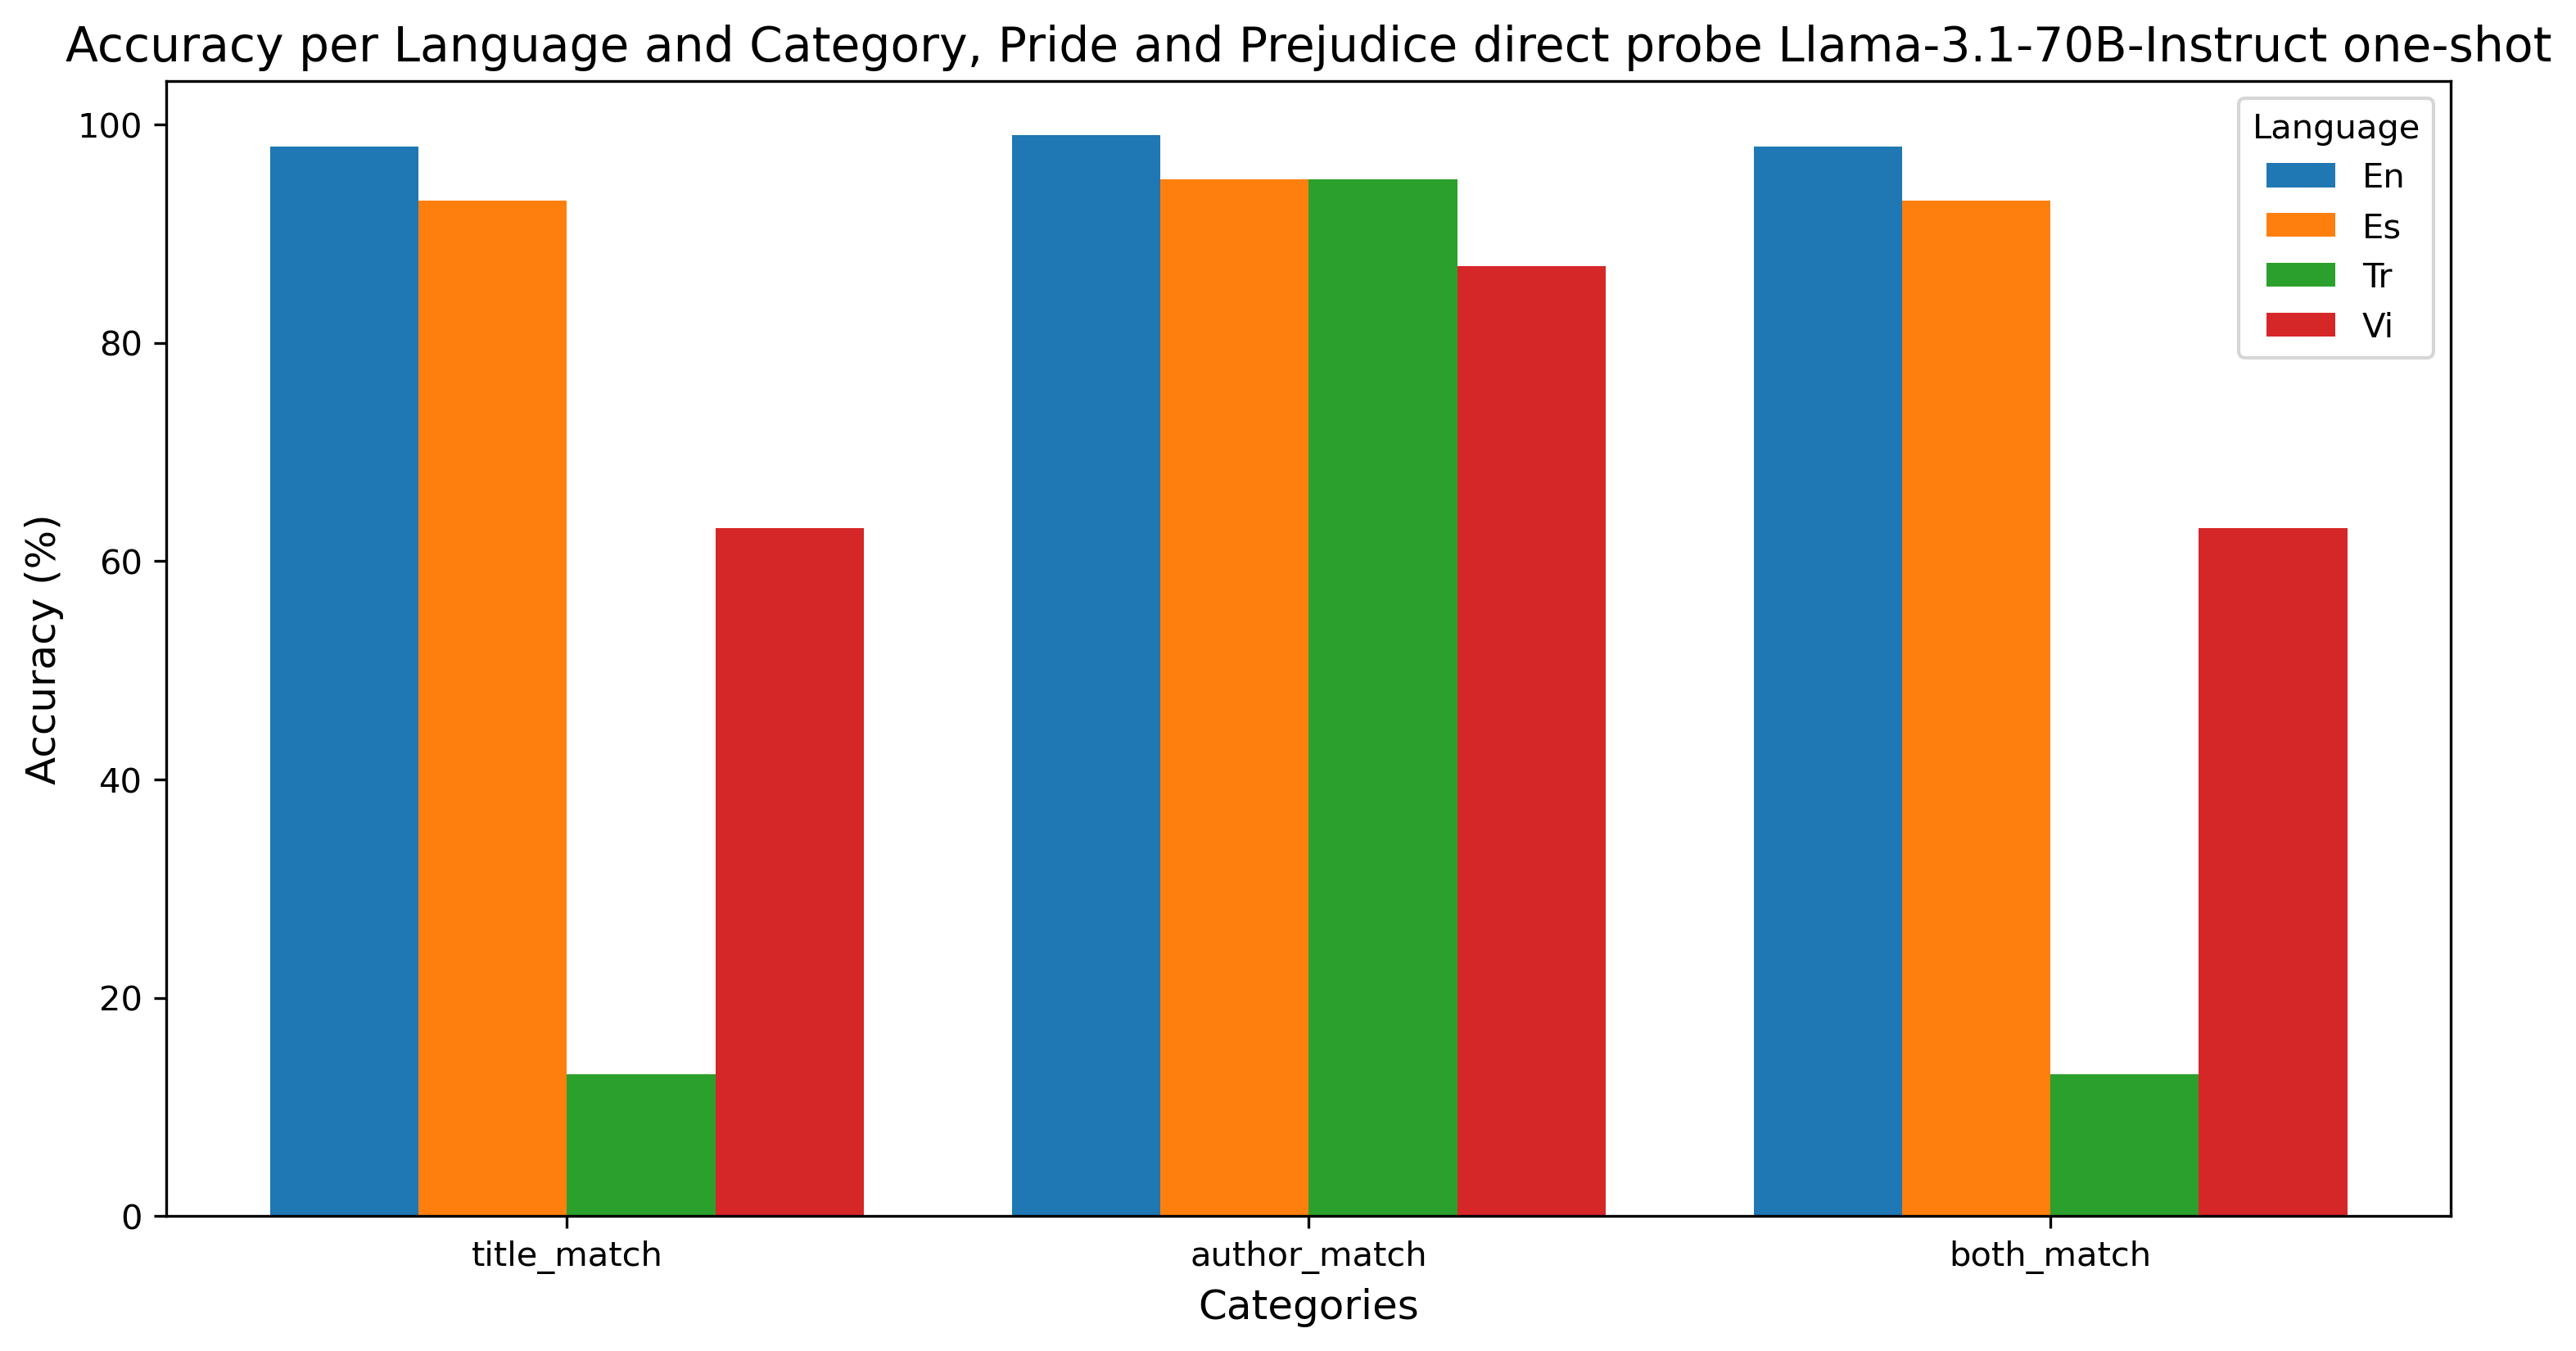 Accuracy per Language and Category, Pride and Prejudice direct probe Llama-3.1-70B-Instruct one-shot
Language
En
Es
Tr
Vi
Accuracy (%)
100
80
60
40
20
0
title_match author_match both_match
Categories